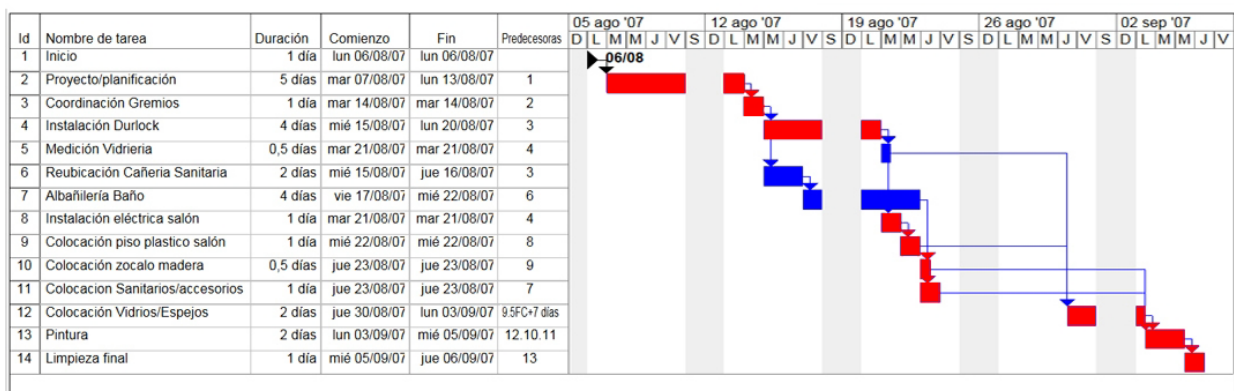 05 ago '07 12 ago '07 19 ago '07 26 ago '07 02 sep '07
Id Nombre de tarea Duración Comienzo Fin Predecesoras D L M M J V S D L M M J V S D L M M J V S D L M M J V S D L M M J V
1 Inicio 1 día lun 06/08/07 lun 06/08/07 06/08
2 Proyecto/planificación 5 días mar 07/08/07 lun 13/08/07 1
3 Coordinación Gremios 1 día mar 14/08/07 mar 14/08/07 2
4 Instalación Durlock 4 días mié 15/08/07 lun 20/08/07 3
5 Medición Vidrieria 0,5 días mar 21/08/07 mar 21/08/07 4
6 Reubicación Cañeria Sanitaria 2 días mié 15/08/07 jue 16/08/07 3
7 Albañilería Baño 4 días vie 17/08/07 mié 22/08/07 6
8 Instalación eléctrica salón 1 día mar 21/08/07 mar 21/08/07 4
9 Colocación piso plastico salón 1 día mié 22/08/07 mié 22/08/07 8
10 Colocación zocalo madera 0,5 días jue 23/08/07 jue 23/08/07 9
11 Colocacion Sanitarios/accesorios 1 día jue 23/08/07 jue 23/08/07 7
12 Colocación Vidrios/Espejos 2 días jue 30/08/07 lun 03/09/07 9.5FC+7 días
13 Pintura 2 días lun 03/09/07 mié 05/09/07 12.10.11
14 Limpieza final 1 día mié 05/09/07 jue 06/09/07 13